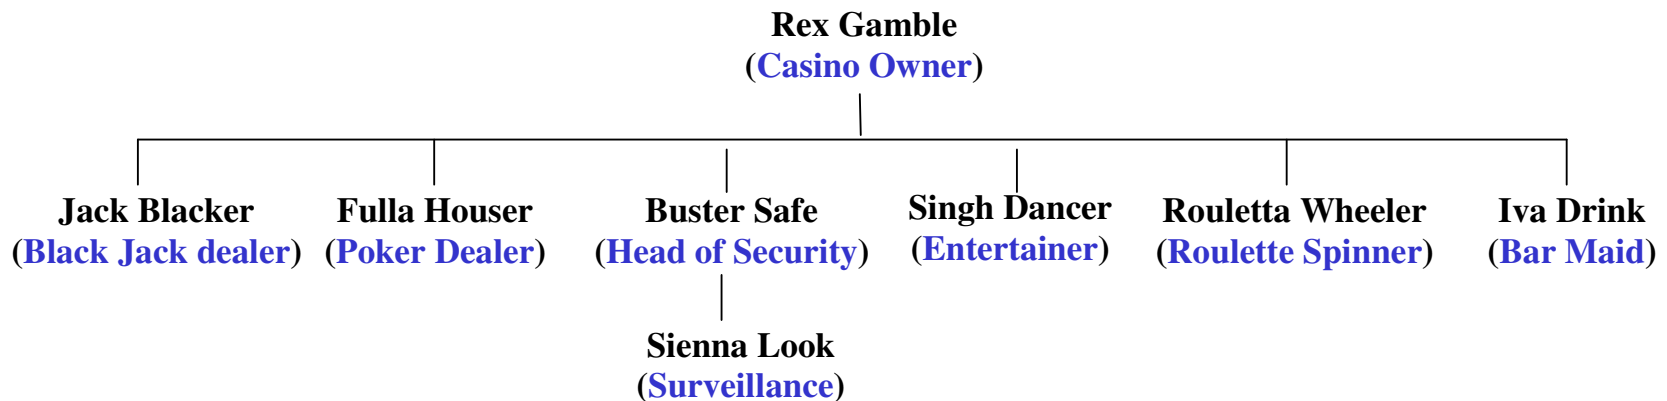 Rex Gamble
(Casino Owner)
Jack Blacker
(Black Jack dealer)
Fulla Houser
(Poker Dealer)
Buster Safe
(Head of Security)
Singh Dancer
(Entertainer)
Rouletta Wheeler
(Roulette Spinner)
Iva Drink
(Bar Maid)
Sienna Look
(Surveillance)